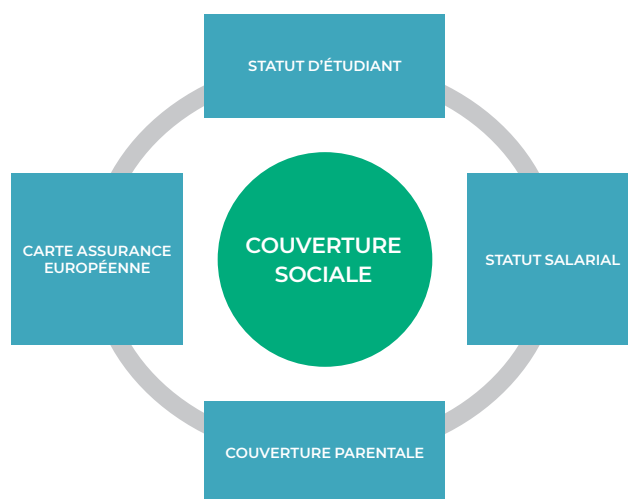 STATUT D'ÉTUDIANT
CARTE ASSURANCE
EUROPÉENNE
COUVERTURE
SOCIALE
STATUT SALARIAL
COUVERTURE PARENTALE